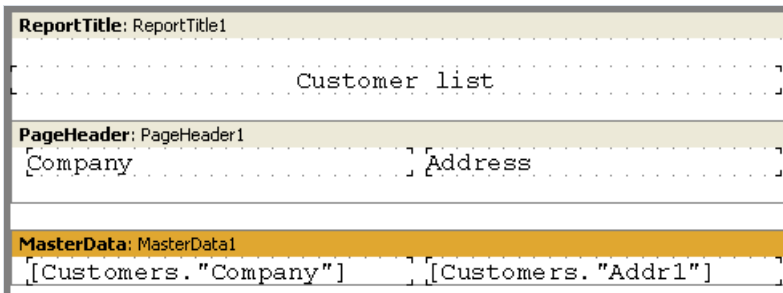 ReportTitle: ReportTitle1
Customer list
PageHeader: PageHeader1
Company Address
MasterData: MasterData1
[Customers."Company"] [Customers."Addr1"]